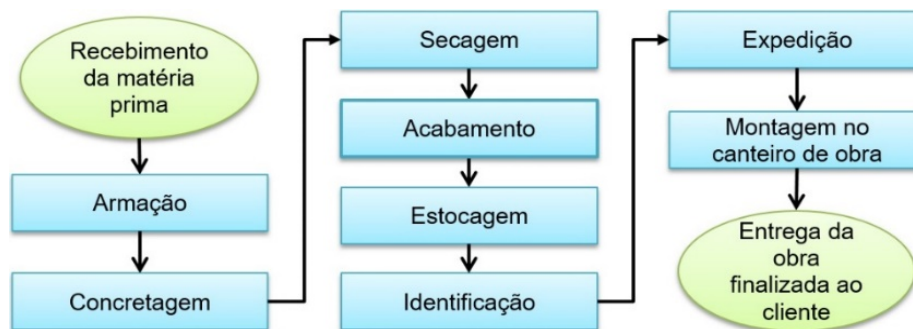 Recebimento
da matéria
prima
Armação
Concretagem
Secagem
Acabamento
Estocagem
Identificação
Expedição
Montagem no
canteiro de obra
Entrega da
obra
finalizada ao
cliente